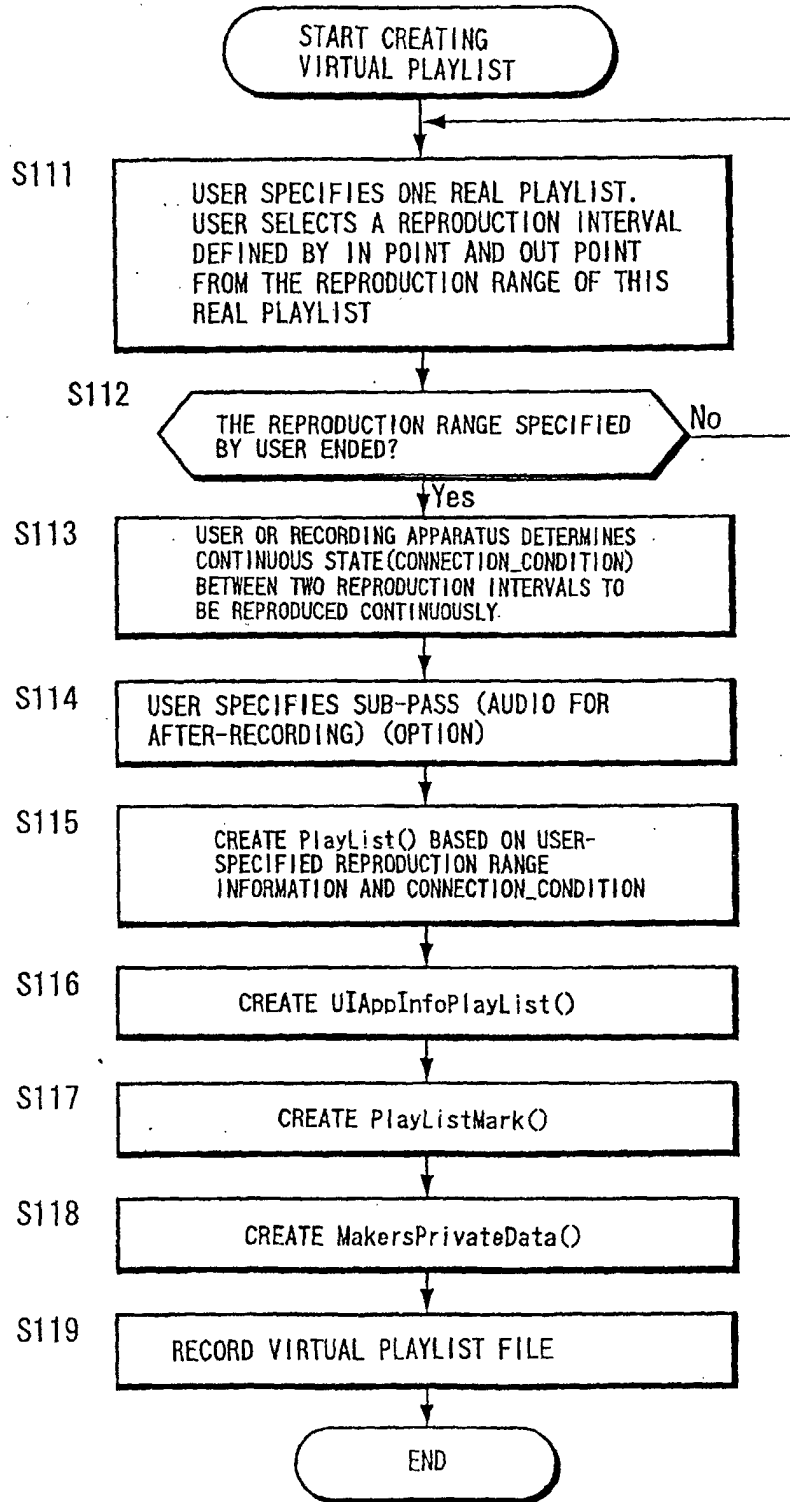 START CREATING
VIRTUAL PLAYLIST
S111
USER SPECIFIES ONE REAL PLAYLIST.
USER SELECTS A REPRODUCTION INTERVAL
DEFINED BY IN POINT AND OUT POINT
FROM THE REPRODUCTION RANGE OF THIS
REAL PLAYLIST
S112
THE REPRODUCTION RANGE SPECIFIED
BY USER ENDED?
No
Yes
S113
USER OR RECORDING APPARATUS DETERMINES
CONTINUOUS STATE(CONNECTION_CONDITION)
BETWEEN TWO REPRODUCTION INTERVALS TO
BE REPRODUCED CONTINUOUSLY.
S114
USER SPECIFIES SUB-PASS (AUDIO FOR
AFTER-RECORDING) (OPTION)
S115
CREATE PlayList() BASED ON USER-
SPECIFIED REPRODUCTION RANGE
INFORMATION AND CONNECTION_CONDITION
S116
CREATE UIAppInfoPlayList()
S117
CREATE PlayListMark()
S118
CREATE MakersPrivateData()
S119
RECORD VIRTUAL PLAYLIST FILE
END